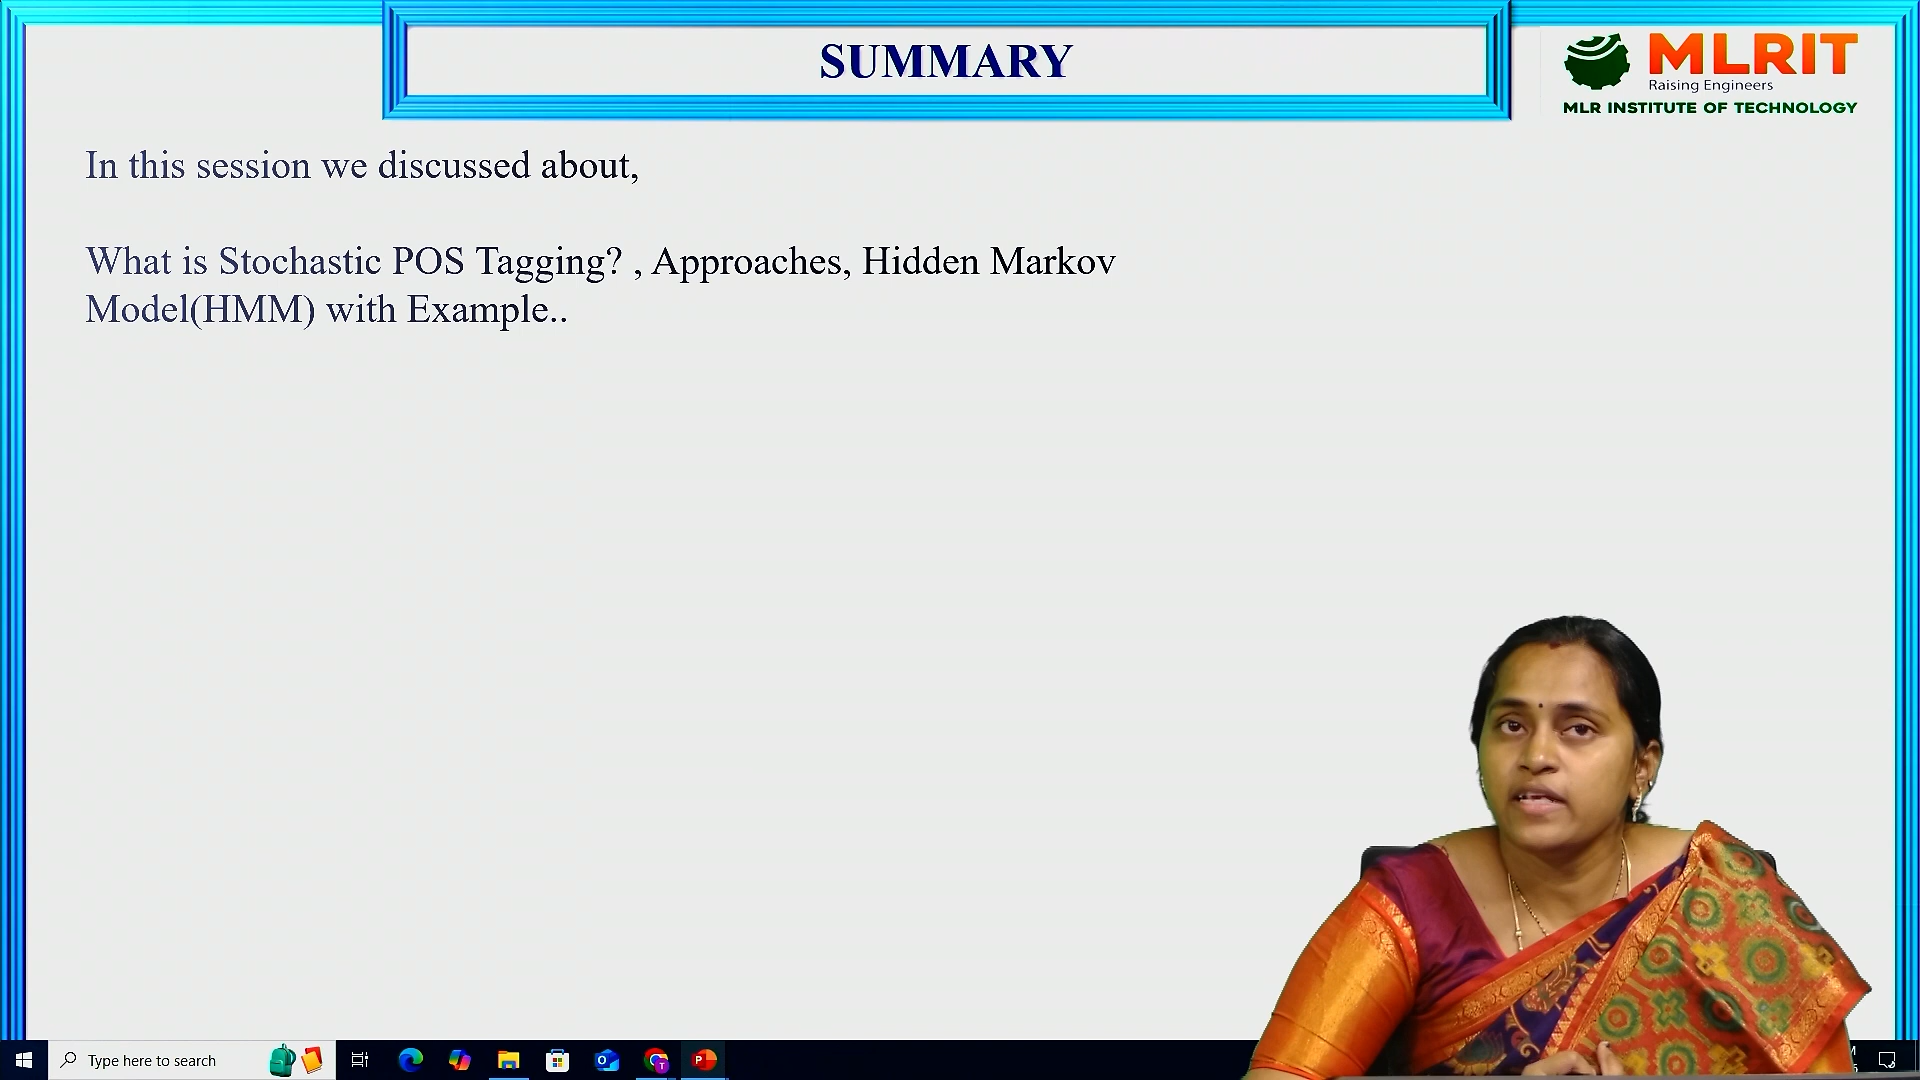 SUMMARY
MLRIT
Raising Engineers
MLR INSTITUTE OF TECHNOLOGY
In this session we discussed about,
What is Stochastic POS Tagging? , Approaches, Hidden Markov
Model(HMM) with Example..
Type here to search